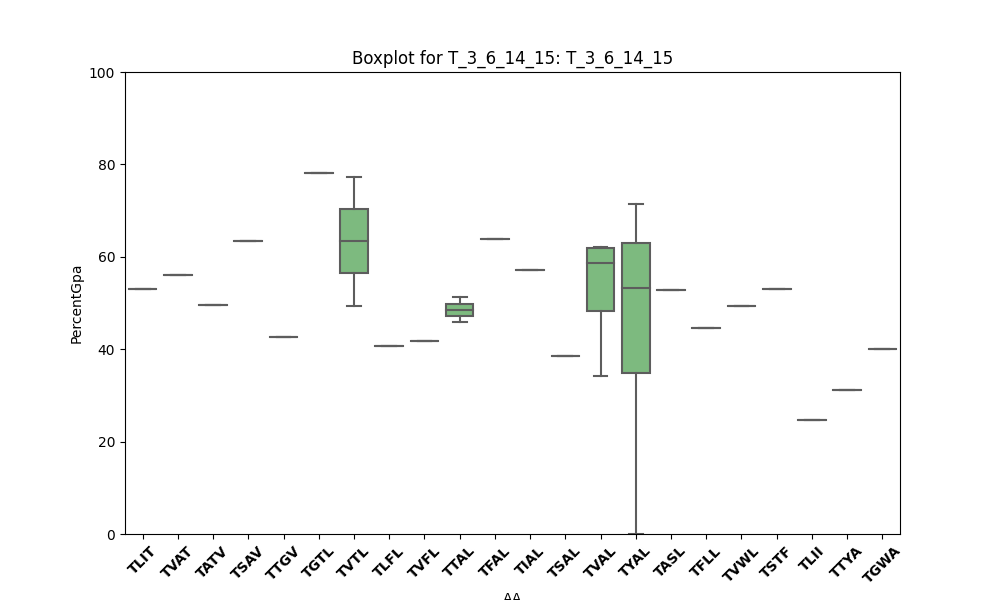 Boxplot for T_3_6_14_15: T_3_6_14_15
100
80
60
40
20
0
PercentGpa
TLIT TVAT TATV TSAV TTGV TGTL TVTL TLFL TVFL TTAL TFAL TIAL TSAL TVAL TYAL TASL TFLL TVWL TSTF TLII TTYA TGWA
AA